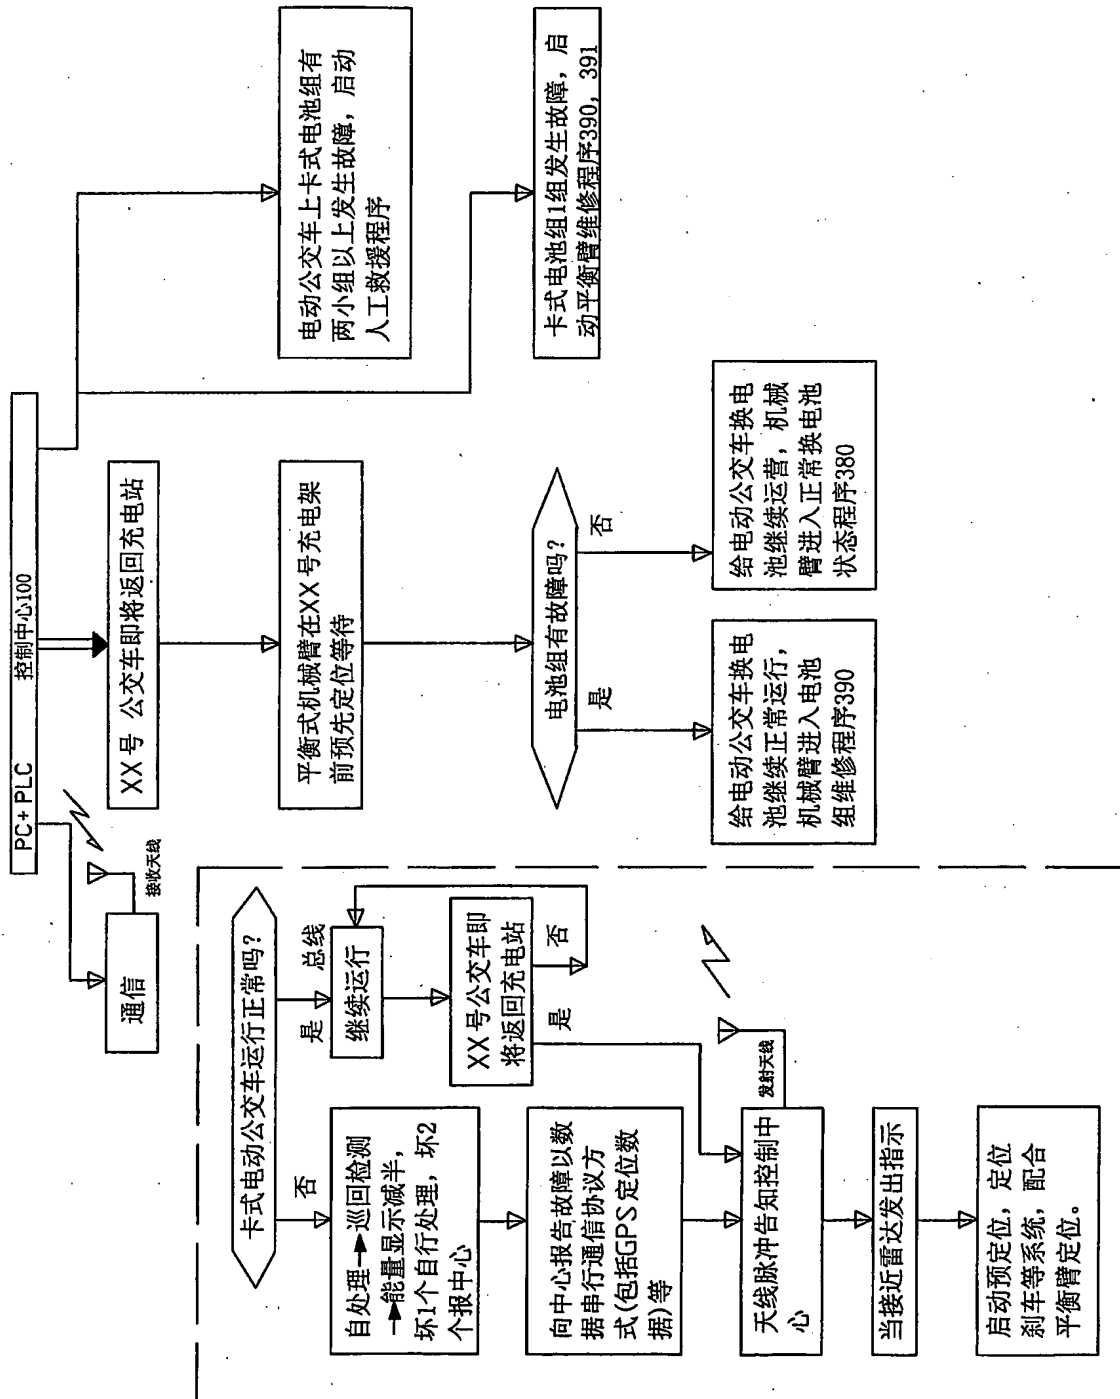 PC+PLC 控制中心100
通信
接收天线
XX号 公交车即将返回充电站
平衡式机械臂在XX号充电架
前预先定位等待
电池组有故障吗?
是
否
给电动公交车换电
池继续正常运行,
机械臂进入电池
组维修程序390
给电动公交车换电
池继续运营, 机械
臂进入正常换电池
状态程序380
电动公交车上卡式电池组有
两小组以上发生故障, 启动
人工救援程序
卡式电池组1组发生故障, 启
动平衡臂维修程序390, 391
卡式电动公交车运行正常吗?
否
是
总线
自处理→巡回检测
→能量显示减半,
坏1个自行处理, 坏2
个报中心
继续运行
XX号公交车即
将返回充电站
是
否
向中心报告故障以数
据串行通信协议方
式(包括GPS定位数
据)等
天线脉冲告知控制中
心
发射天线
当接近雷达发出指示
启动预定位, 定位
刹车等系统, 配合
平衡臂定位。